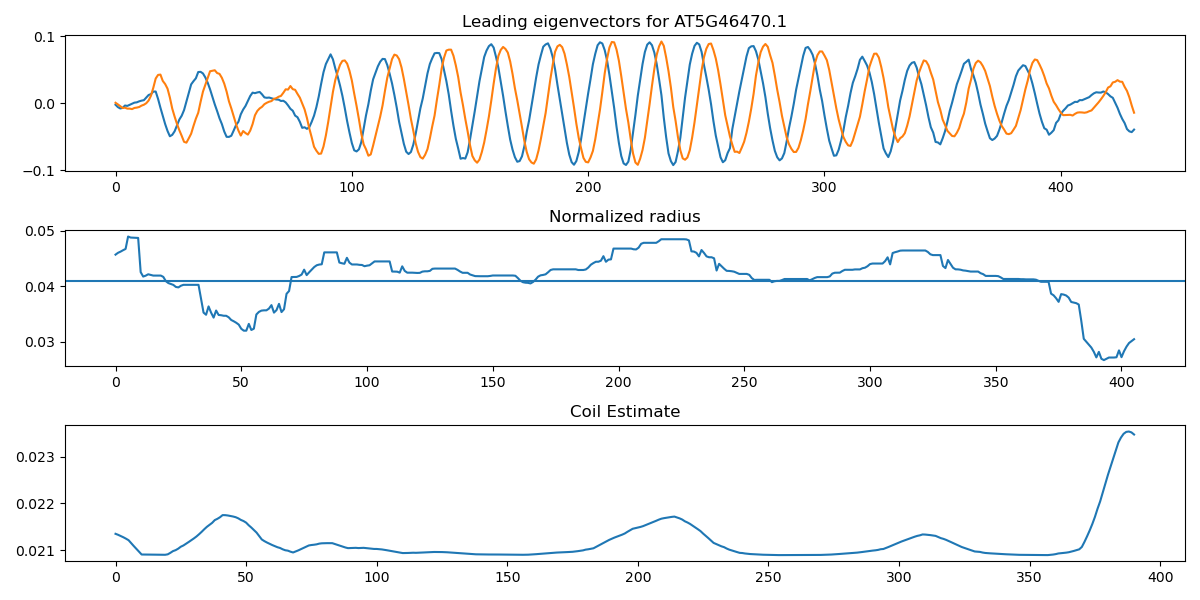 Leading eigenvectors for AT5G46470.1
0.1
0.0
−0.1
0 100 200 300 400
Normalized radius
0.05
0.04
0.03
0 50 100 150 200 250 300 350 400
Coil Estimate
0.023
0.022
0.021
0 50 100 150 200 250 300 350 400